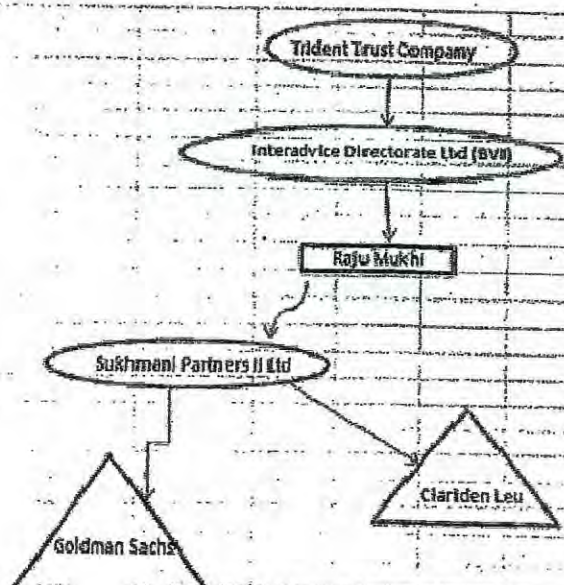 Trident Trust Company
Interadvice Directorate Ltd (BVI)
Raju Mukhi
Sukhmani Partners II Ltd
Clariden Leu
Goldman Sachs